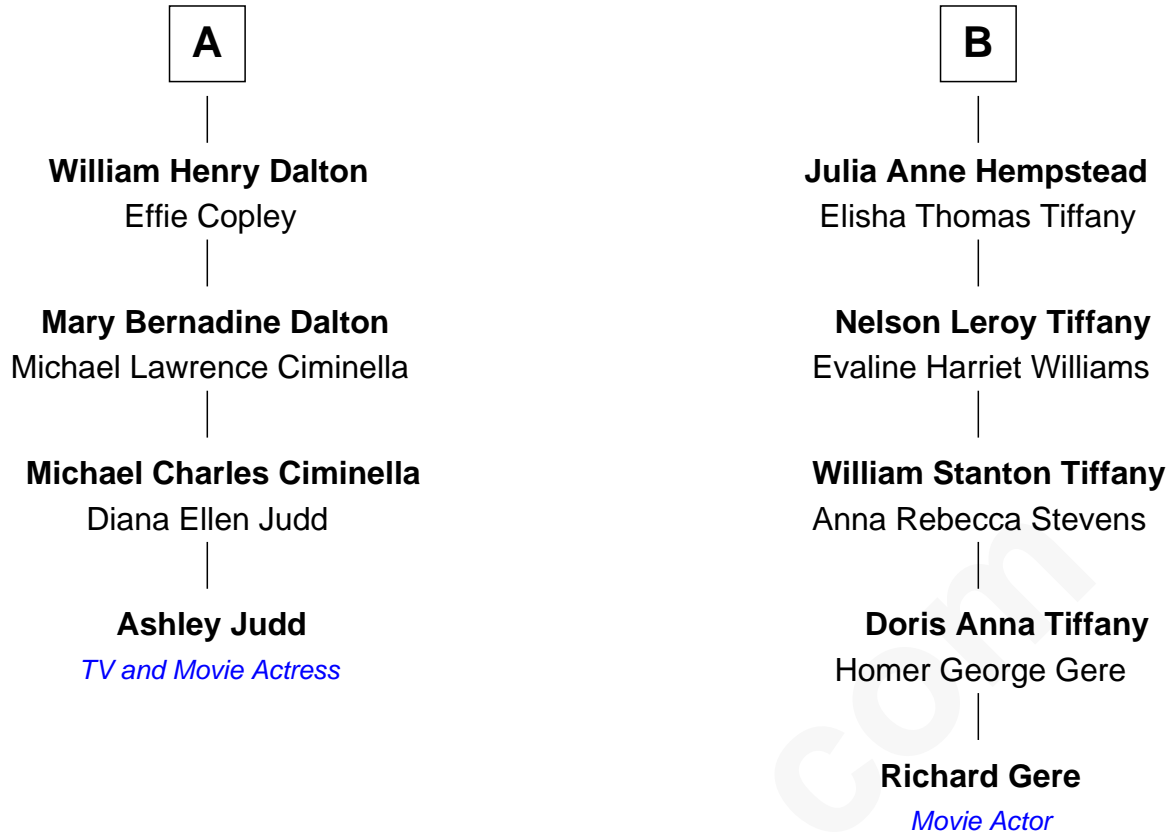 A
William Henry Dalton
Effie Copley
Mary Bernadine Dalton
Michael Lawrence Ciminella
Michael Charles Ciminella
Diana Ellen Judd
Ashley Judd
TV and Movie Actress
B
Julia Anne Hempstead
Elisha Thomas Tiffany
Nelson Leroy Tiffany
Evaline Harriet Williams
William Stanton Tiffany
Anna Rebecca Stevens
Doris Anna Tiffany
Homer George Gere
Richard Gere
Movie Actor
com